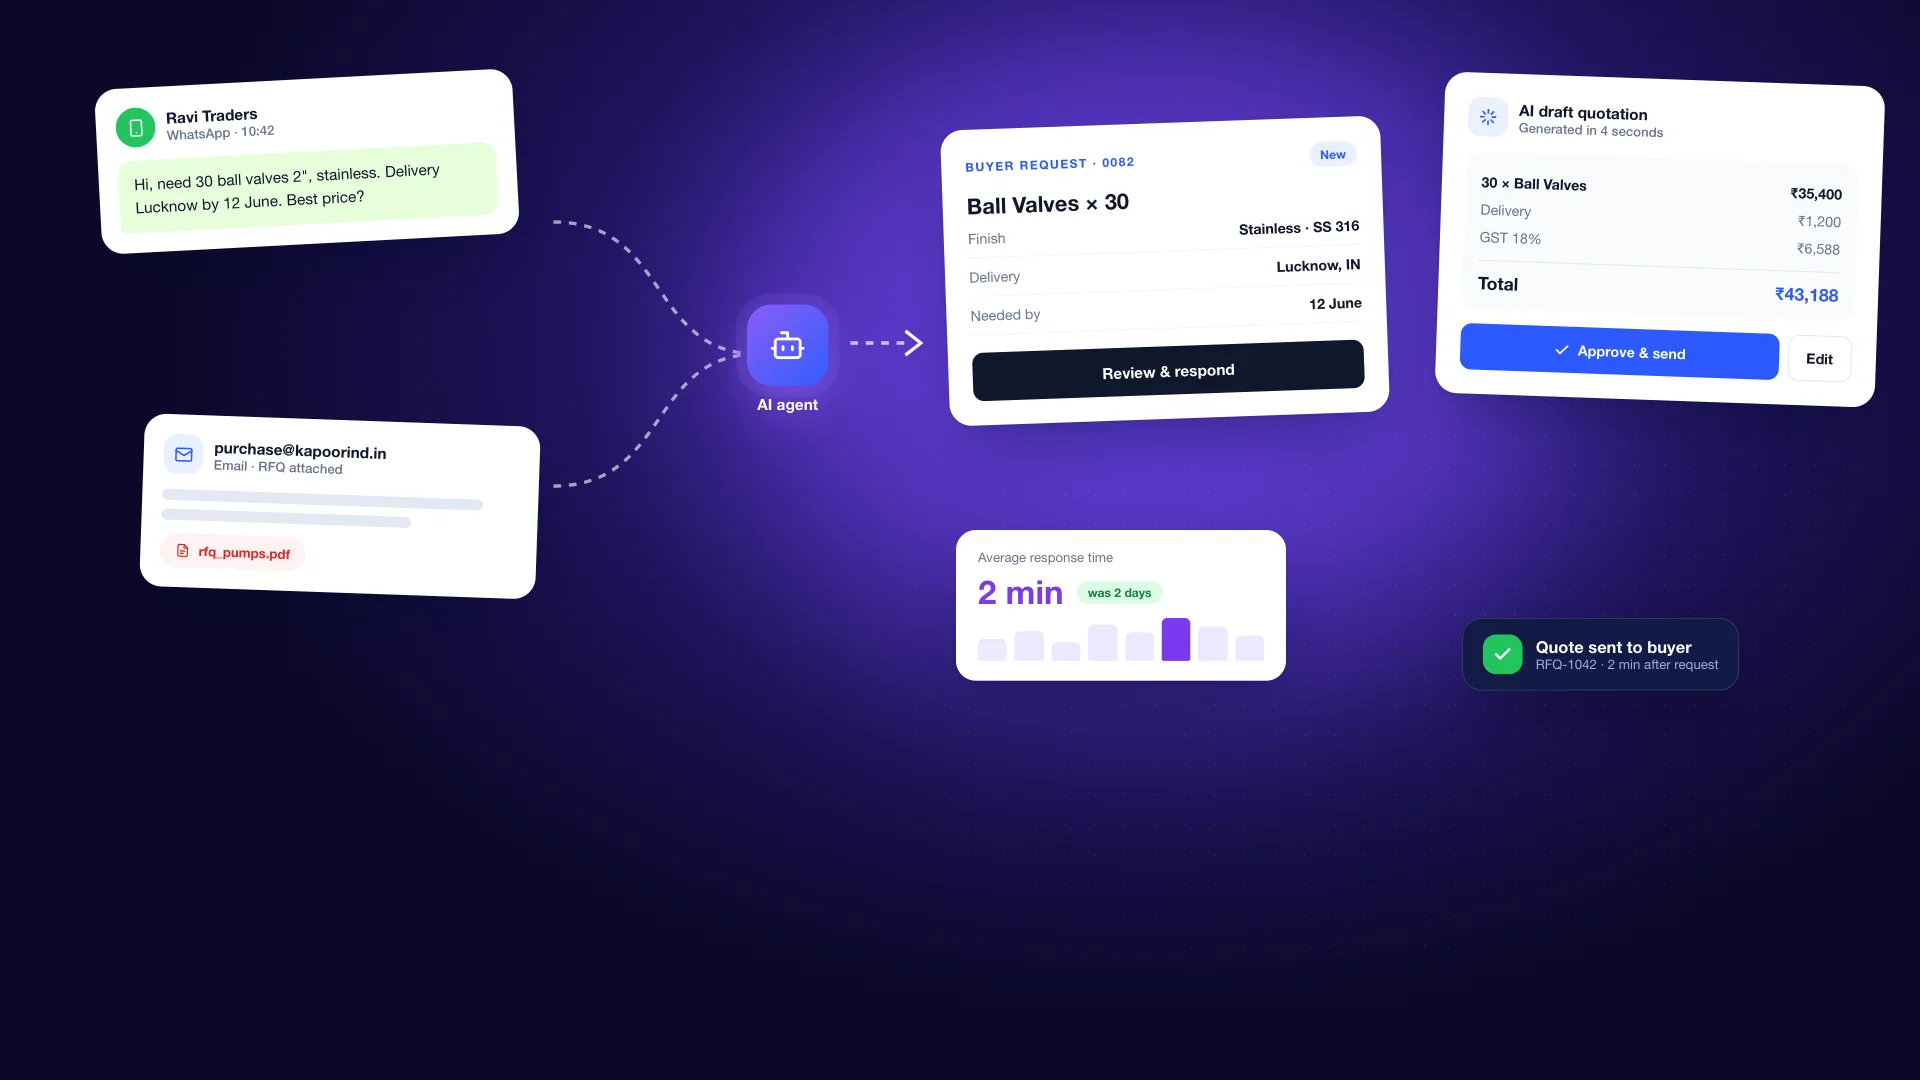 Ravi Traders
WhatsApp · 10:42
Hi, need 30 ball valves 2", stainless. Delivery
Lucknow by 12 June. Best price?
purchase@kapoorind.in
Email · RFQ attached
rfq_pumps.pdf
AI agent
BUYER REQUEST · 0082
New
Ball Valves × 30
Finish
Stainless · SS 316
Delivery
Lucknow, IN
Needed by
12 June
Review & respond
AI draft quotation
Generated in 4 seconds
30 × Ball Valves
₹35,400
Delivery
₹1,200
GST 18%
₹6,588
Total
₹43,188
Approve & send
Edit
Average response time
2 min
was 2 days
Quote sent to buyer
RFQ-1042 · 2 min after request